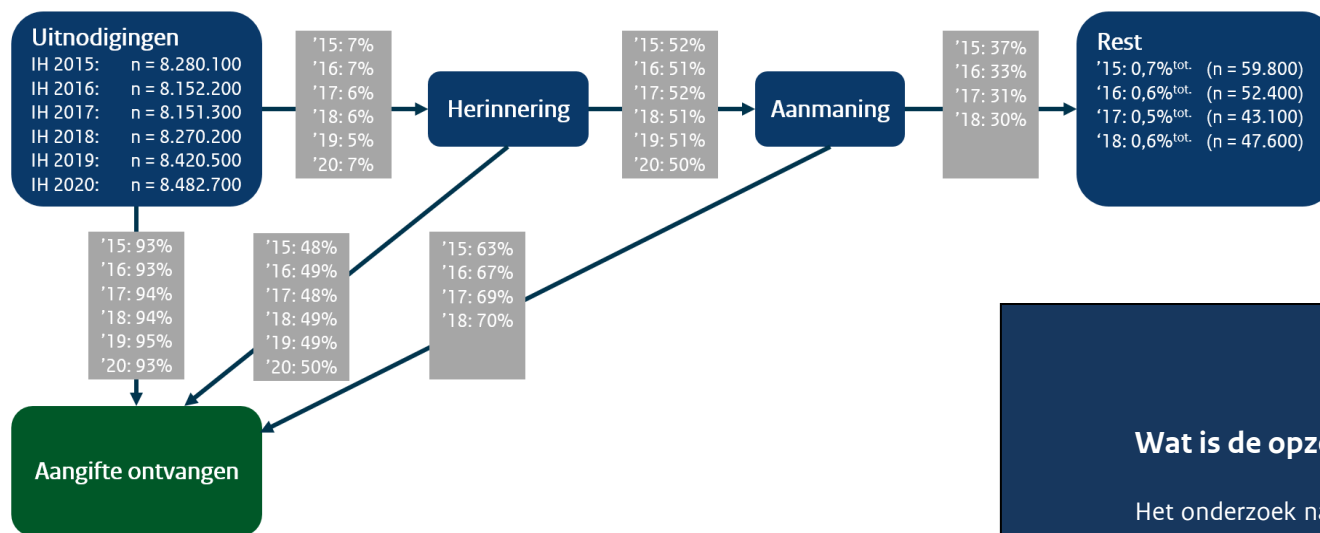 Uitnodigingen
IH 2015: n = 8.280.100
IH 2016: n = 8.152.200
IH 2017: n = 8.151.300
IH 2018: n = 8.270.200
IH 2019: n = 8.420.500
IH 2020: n = 8.482.700
’15: 7%
’16: 7%
’17: 6%
’18: 6%
’19: 5%
’20: 7%
Herinnering
’15: 52%
’16: 51%
’17: 52%
’18: 51%
’19: 51%
’20: 50%
Aanmaning
’15: 37%
’16: 33%
’17: 31%
’18: 30%
Rest
’15: 0,7%tot. (n = 59.800)
‘16: 0,6%tot. (n = 52.400)
‘17: 0,5%tot. (n = 43.100)
‘18: 0,6%tot. (n = 47.600)
’15: 93%
’16: 93%
’17: 94%
’18: 94%
’19: 95%
’20: 93%
’15: 48%
’16: 49%
’17: 48%
’18: 49%
’19: 49%
’20: 50%
’15: 63%
’16: 67%
’17: 69%
’18: 70%
Aangifte ontvangen
Wat is de
Het onderzoek